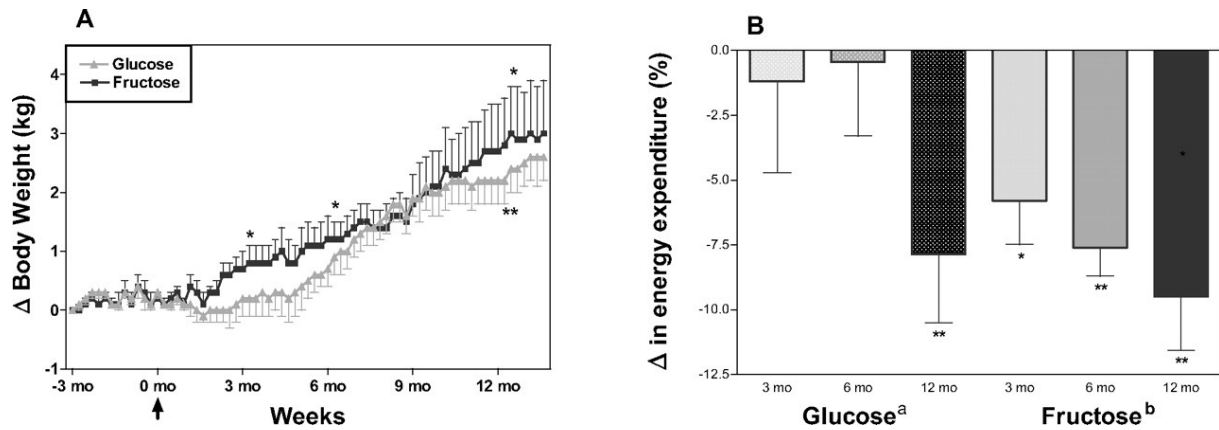 A
Glucose
Fructose
Δ Body Weight (kg)
4
3
2
1
0
-1
*
*
*
**
-3 mo 0 mo 3 mo 6 mo 9 mo 12 mo
Weeks
B
Δ in energy expenditure (%)
0.0
-2.5
-5.0
-7.5
-10.0
-12.5
*
*
**
**
**
3 mo 6 mo 12 mo 3 mo 6 mo 12 mo
Glucoseᵃ Fructoseᵇ